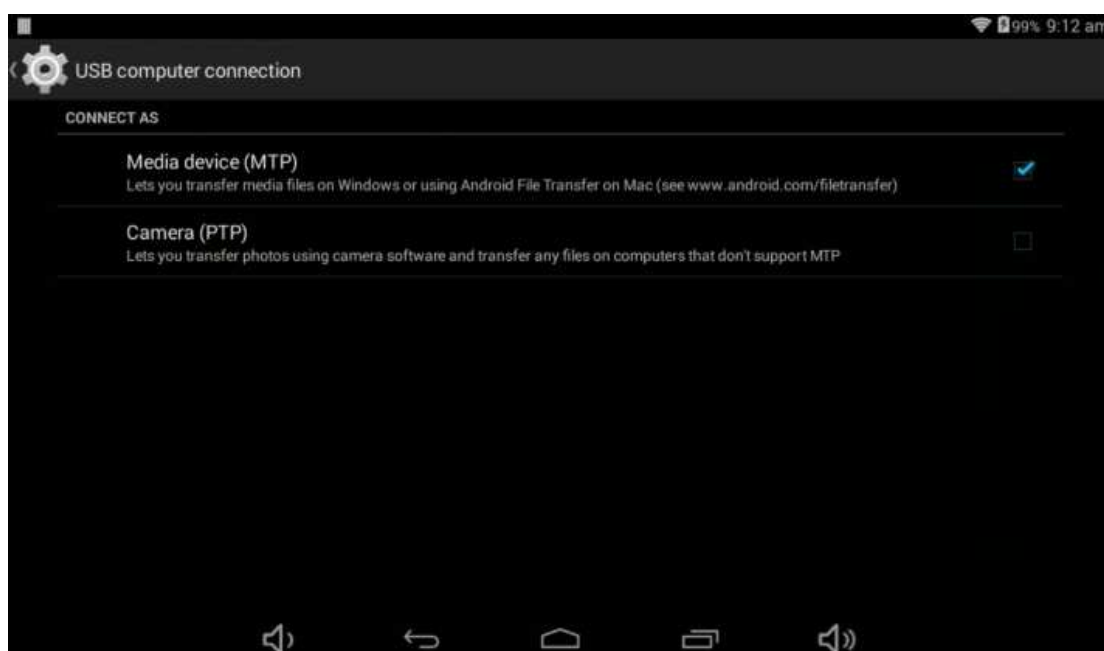 99% 9:12 am
USB computer connection
CONNECT AS
Media device (MTP)
Lets you transfer media files on Windows or using Android File Transfer on Mac (see www.android.com/filetransfer)
Camera (PTP)
Lets you transfer photos using camera software and transfer any files on computers that don't support MTP